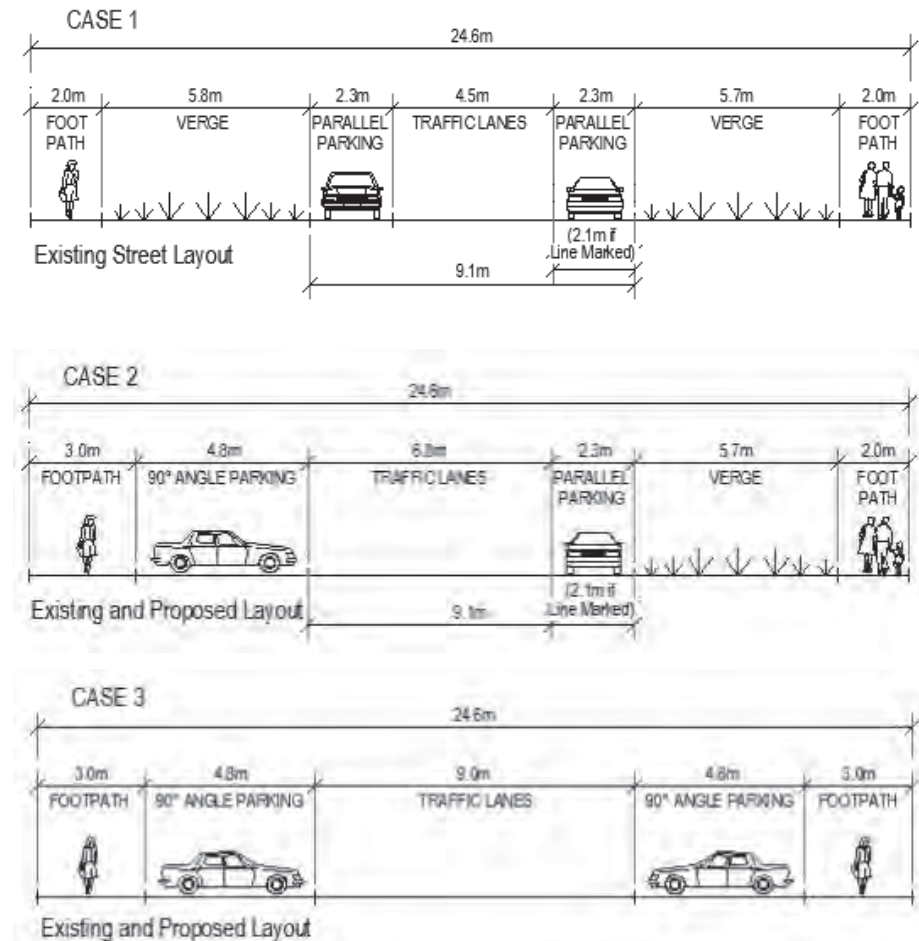 CASE 1
24.6m
2.0m 5.8m 2.3m 4.5m 2.3m 5.7m 2.0m
FOOT PATH VERGE PARALLEL PARKING TRAFFIC LANES PARALLEL PARKING VERGE FOOT PATH
(2.1m if Line Marked)
Existing Street Layout
9.1m
CASE 2
24.6m
3.0m 4.8m 6.8m 2.3m 5.7m 2.0m
FOOTPATH 90° ANGLE PARKING TRAFFIC LANES PARALLEL PARKING VERGE FOOT PATH
(2.1m if Line Marked)
Existing and Proposed Layout
9.1m
CASE 3
24.6m
3.0m 4.8m 9.0m 4.8m 3.0m
FOOTPATH 90° ANGLE PARKING TRAFFIC LANES 90° ANGLE PARKING FOOTPATH
Existing and Proposed Layout